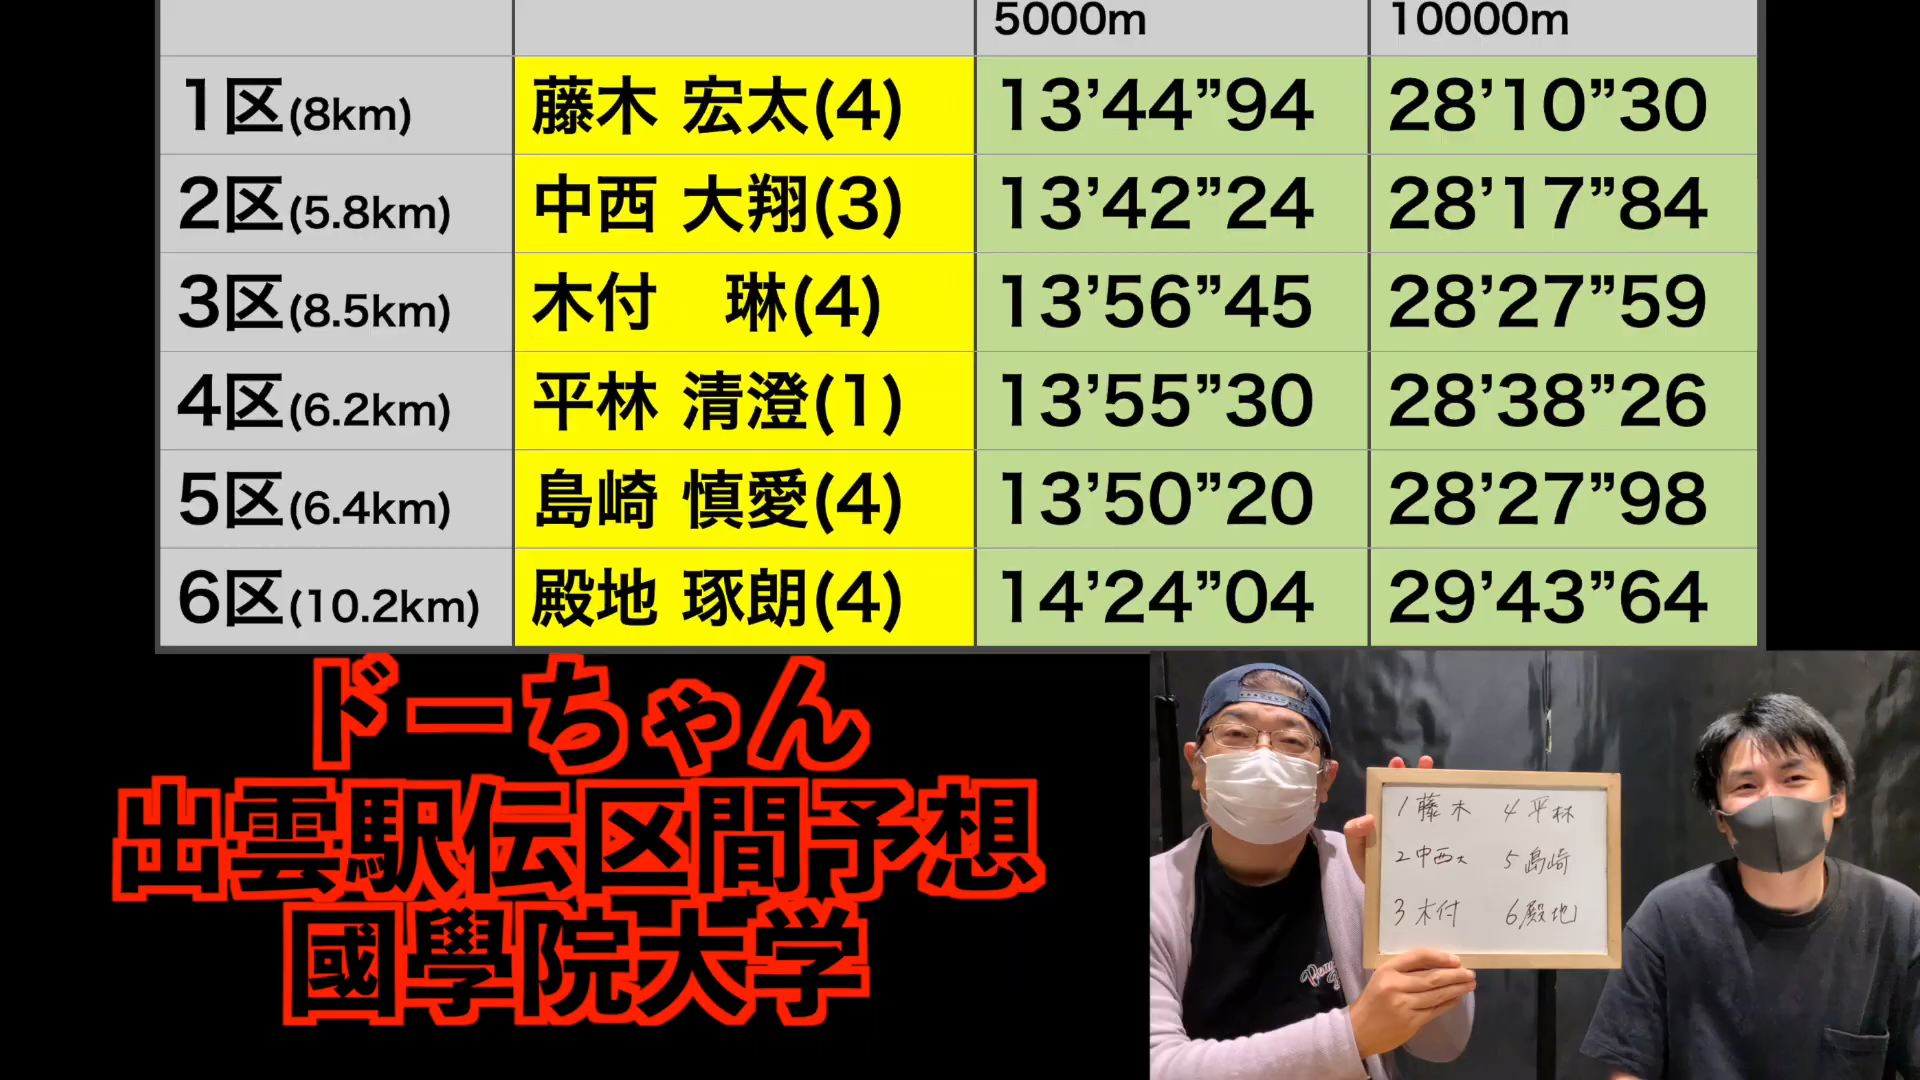 5000m 10000m
1区(8km) 藤木 宏太(4) 13’44”94 28’10”30
2区(5.8km) 中西 大翔(3) 13’42”24 28’17”84
3区(8.5km) 木付　琳(4) 13’56”45 28’27”59
4区(6.2km) 平林 清澄(1) 13’55”30 28’38”26
5区(6.4km) 島崎 慎愛(4) 13’50”20 28’27”98
6区(10.2km) 殿地 琢朗(4) 14’24”04 29’43”64
ドーちゃん
出雲駅伝区間予想
國學院大学
1 藤木 4 平林
2 中西大 5 島崎
3 木付 6 殿地